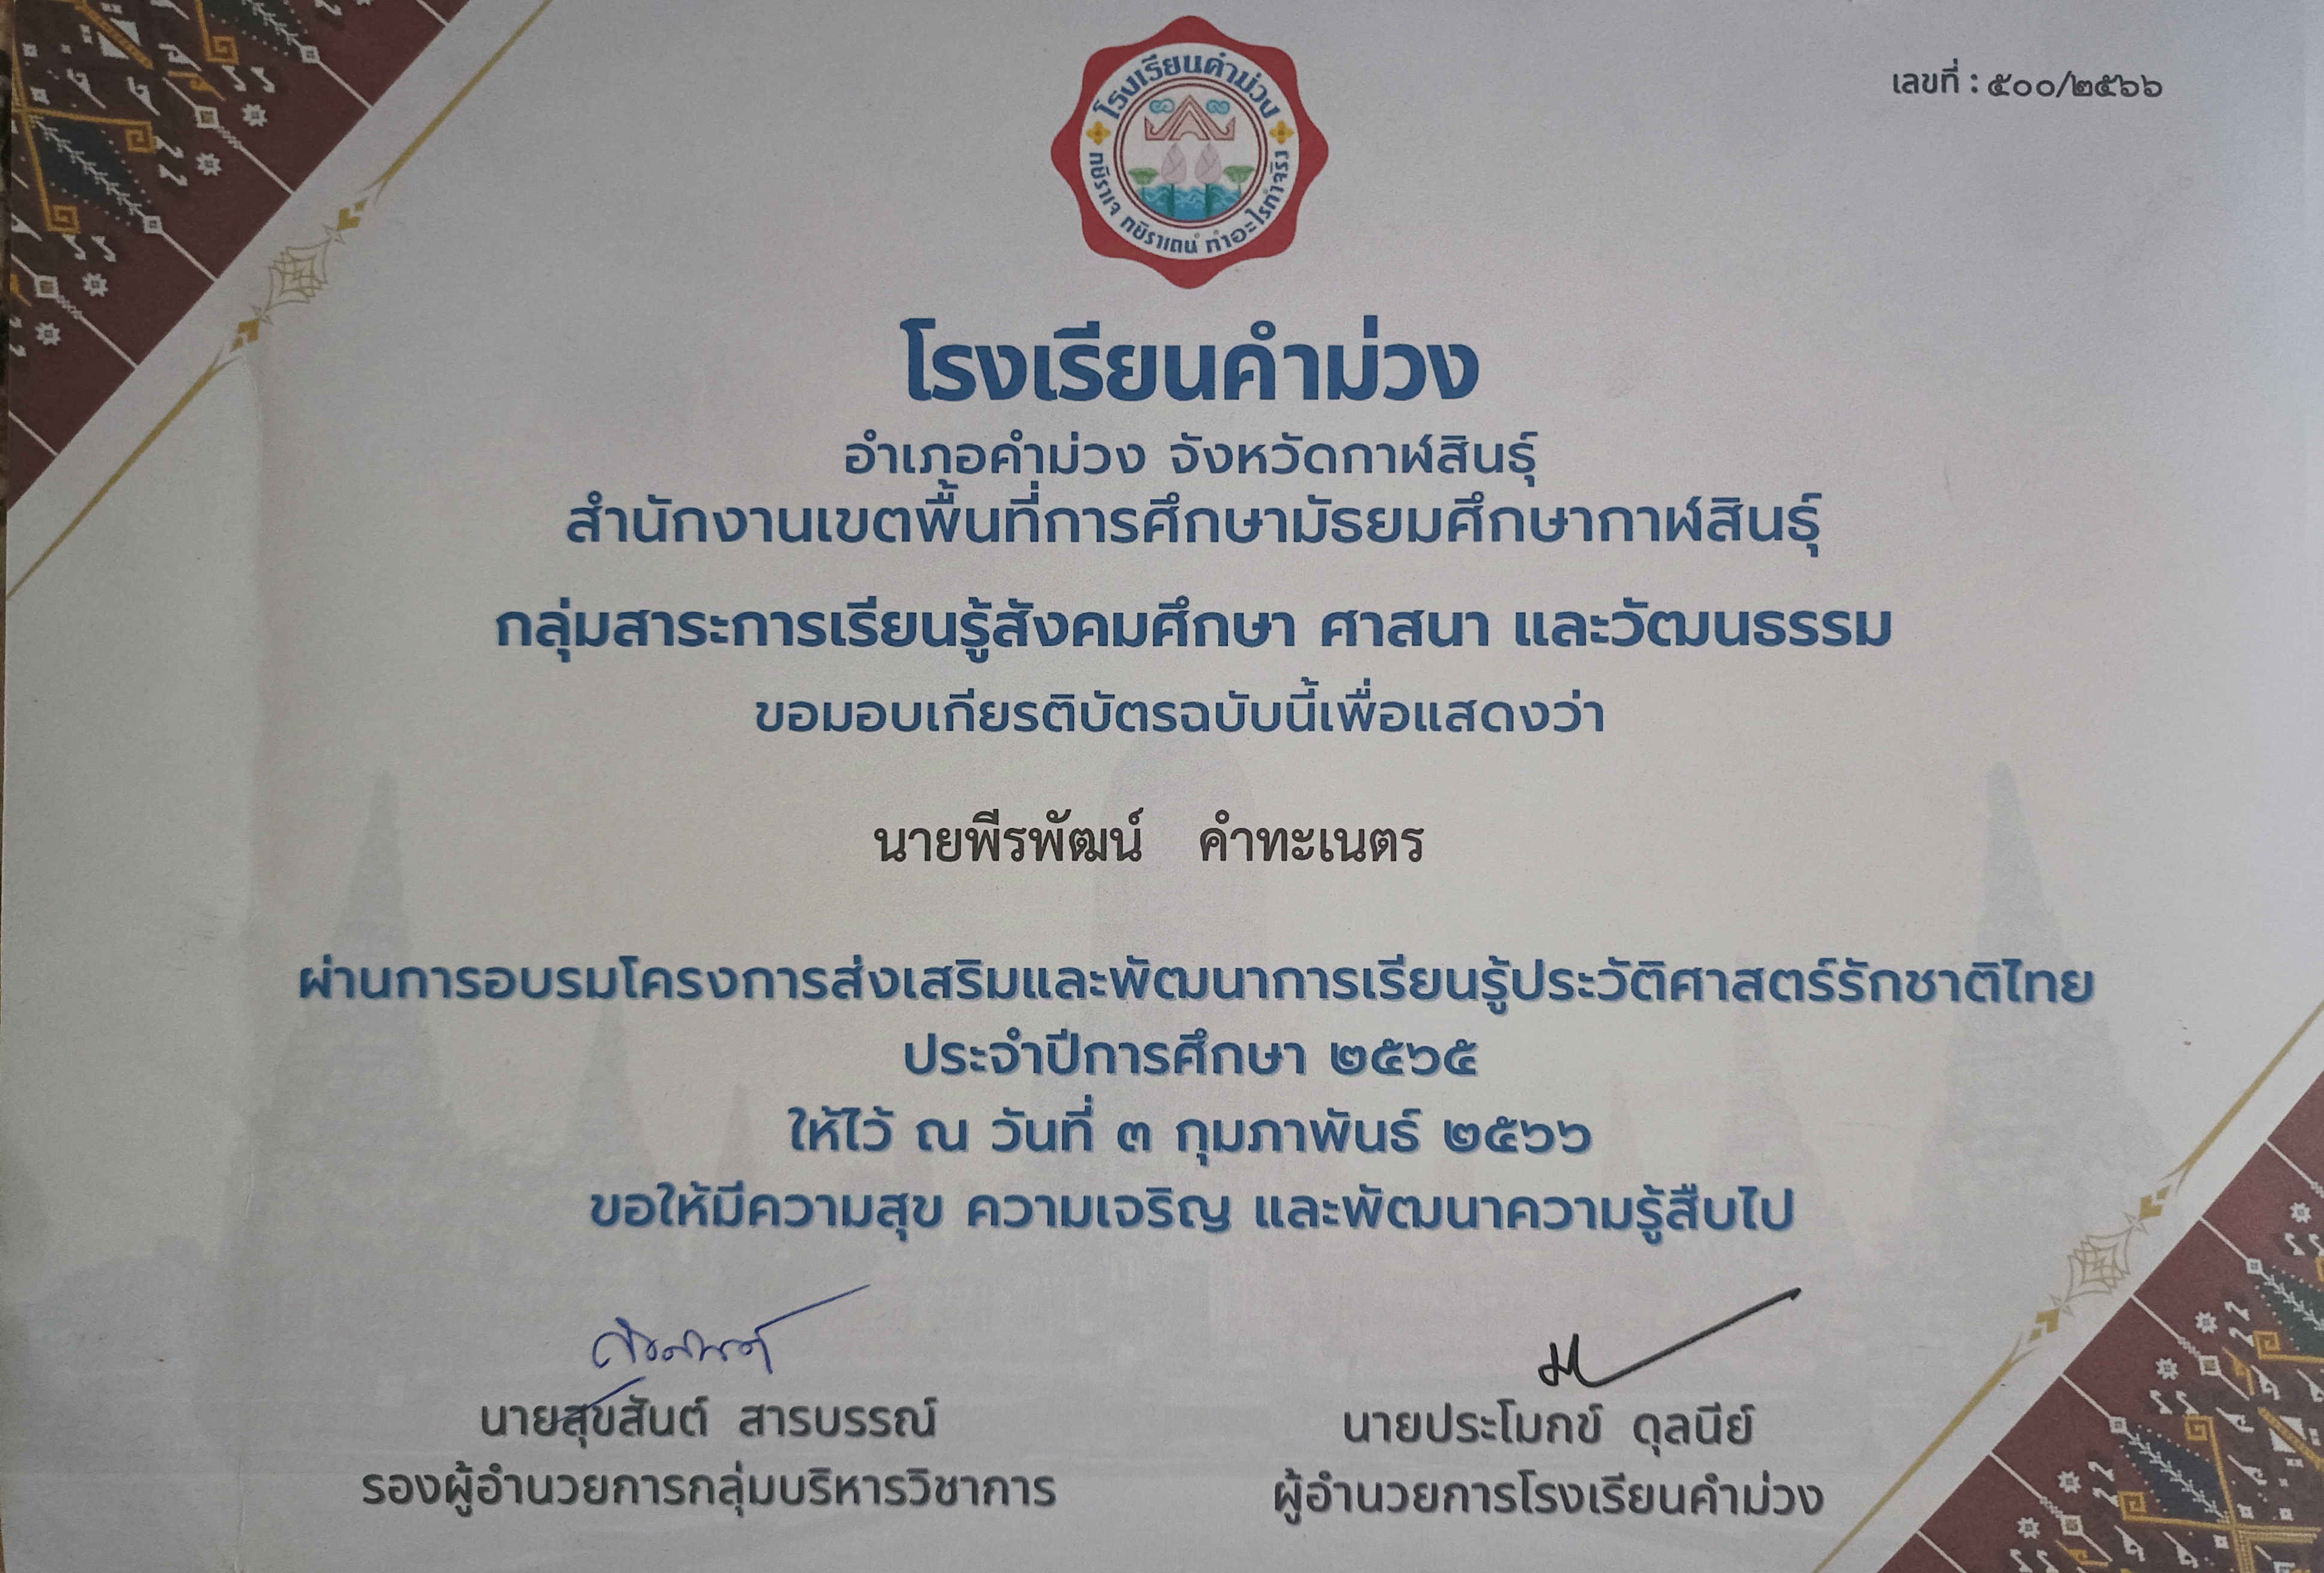 เลขที่ : ๕๐๐/๒๕๖๖
โรงเรียนคำม่วง
กยิราเจ กยิราเถนํ ทำอะไรทำจริง
โรงเรียนคำม่วง
อำเภอคำม่วง จังหวัดกาฬสินธุ์
สำนักงานเขตพื้นที่การศึกษามัธยมศึกษากาฬสินธุ์
กลุ่มสาระการเรียนรู้สังคมศึกษา ศาสนา และวัฒนธรรม
ขอมอบเกียรติบัตรฉบับนี้เพื่อแสดงว่า
นายพีรพัฒน์ คำทะเนตร
ผ่านการอบรมโครงการส่งเสริมและพัฒนาการเรียนรู้ประวัติศาสตร์รักชาติไทย
ประจำปีการศึกษา ๒๕๖๕
ให้ไว้ ณ วันที่ ๓ กุมภาพันธ์ ๒๕๖๖
ขอให้มีความสุข ความเจริญ และพัฒนาความรู้สืบไป
นายสุขสันต์ สารบรรณ์
นายประโมกข์ ดุลนีย์
รองผู้อำนวยการกลุ่มบริหารวิชาการ
ผู้อำนวยการโรงเรียนคำม่วง